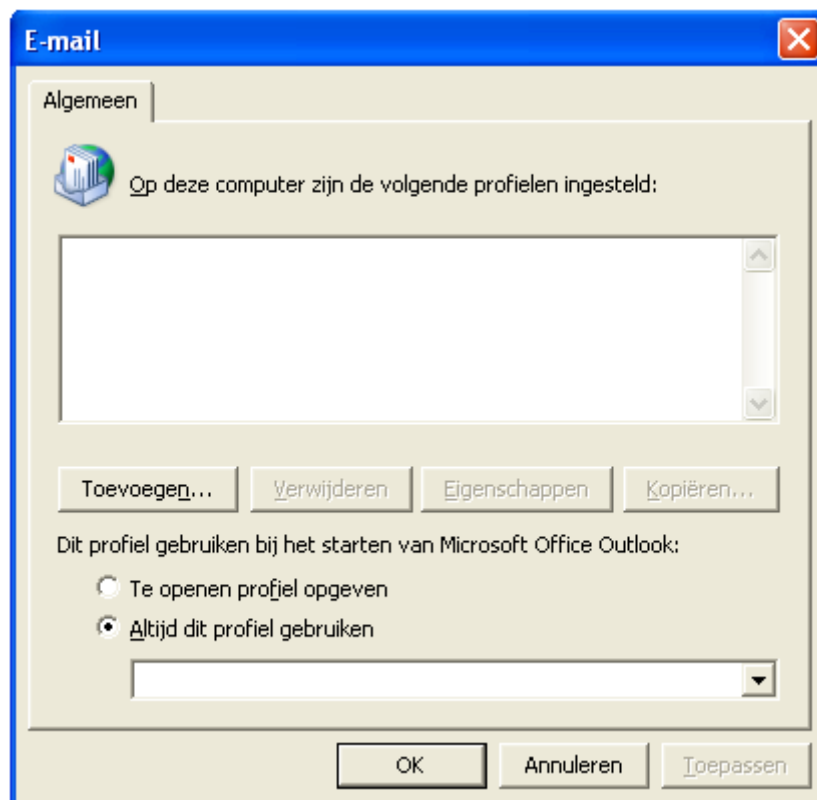 E-mail
Algemeen
Op deze computer zijn de volgende profielen ingesteld:
Toevoegen... Verwijderen Eigenschappen Kopiëren...
Dit profiel gebruiken bij het starten van Microsoft Office Outlook:
Te openen profiel opgeven
Altijd dit profiel gebruiken
OK Annuleren Toepassen